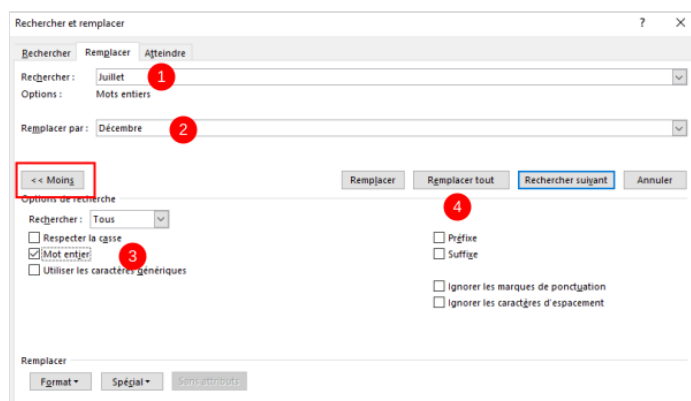 Rechercher et remplacer ? ×
Rechercher Remplacer Atteindre
Rechercher : Juillet 1
Options : Mots entiers
Remplacer par : Décembre 2
<< Moins Remplacer Remplacer tout Rechercher suivant Annuler
Options de recherche 4
Rechercher : Tous
Respecter la casse Préfixe
Mot entier 3 Suffixe
Utiliser les caractères génériques
Ignorer les marques de ponctuation
Ignorer les caractères d'espacement
Remplacer
Format Spécial Sans attributs